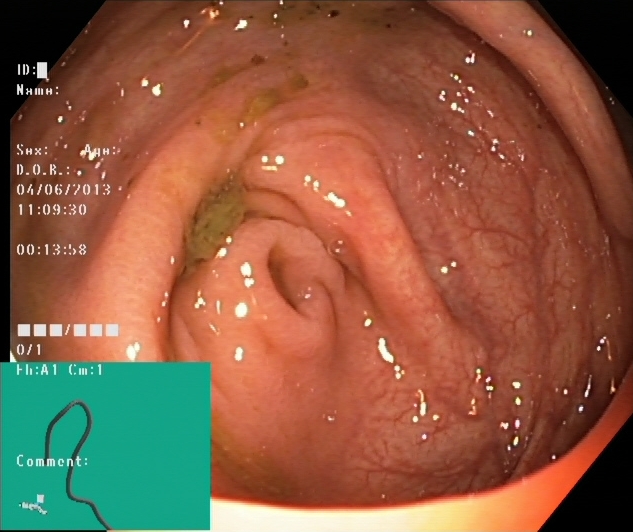 ID:
Name:
Sex: Age:
D.O.B.:
04/06/2013
11:09:30
00:13:58
/
0/1
Eh:A1 Cm:1
Comment: